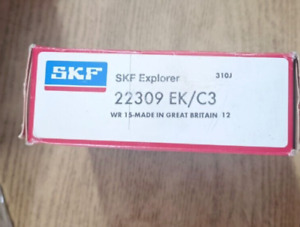 SKF
SKF Explorer 310J
22309 EK/C3
WR 15-MADE IN GREAT BRITAIN 12